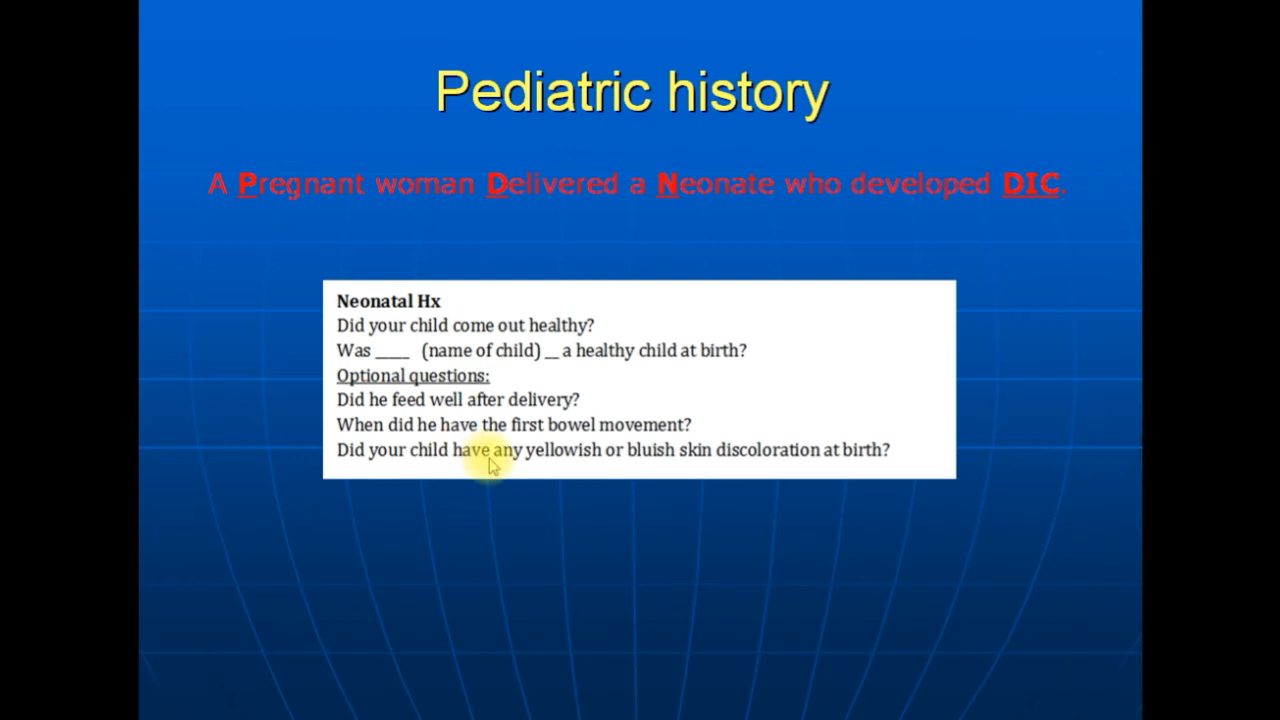 Pediatric history
A Pregnant woman Delivered a Neonate who developed DIC.
Neonatal Hx
Did your child come out healthy?
Was _____ (name of child) __ a healthy child at birth?
Optional questions:
Did he feed well after delivery?
When did he have the first bowel movement?
Did your child have any yellowish or bluish skin discoloration at birth?